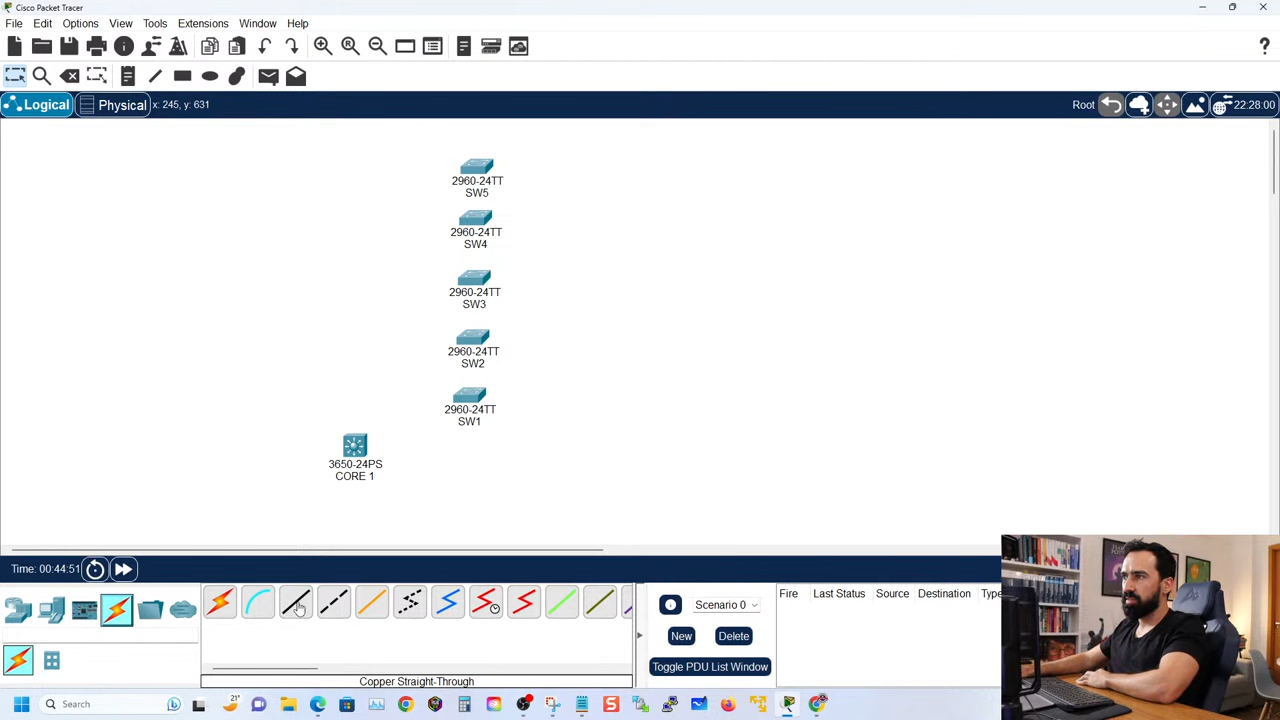 Cisco Packet Tracer
File Edit Options View Tools Extensions Window Help
Logical Physical x: 245, y: 631 Root 22:28:00
2960-24TT
SW5
2960-24TT
SW4
2960-24TT
SW3
2960-24TT
SW2
2960-24TT
SW1
3650-24PS
CORE 1
Time: 00:44:51
Scenario 0
Fire Last Status Source Destination Type
New Delete
Toggle PDU List Window
Copper Straight-Through
Search
21°